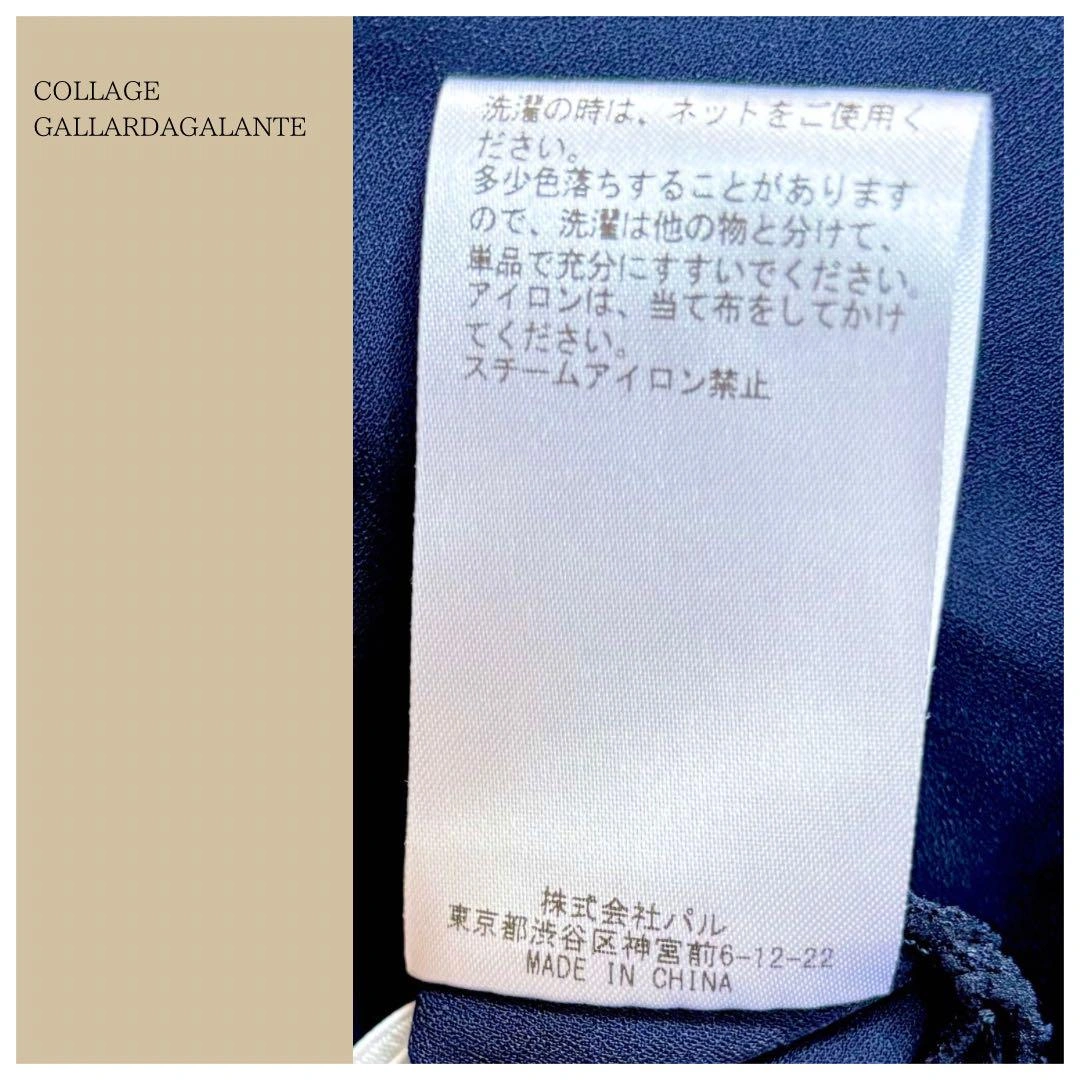 COLLAGE
GALLARDAGALANTE
洗濯の時は、ネットをご使用く
ださい。
多少色落ちすることがあります
ので、洗濯は他の物と分けて、
単品で充分にすすいでください。
アイロンは、当て布をしてかけ
てください。
スチームアイロン禁止
株式会社パル
東京都渋谷区神宮前6-12-22
MADE IN CHINA